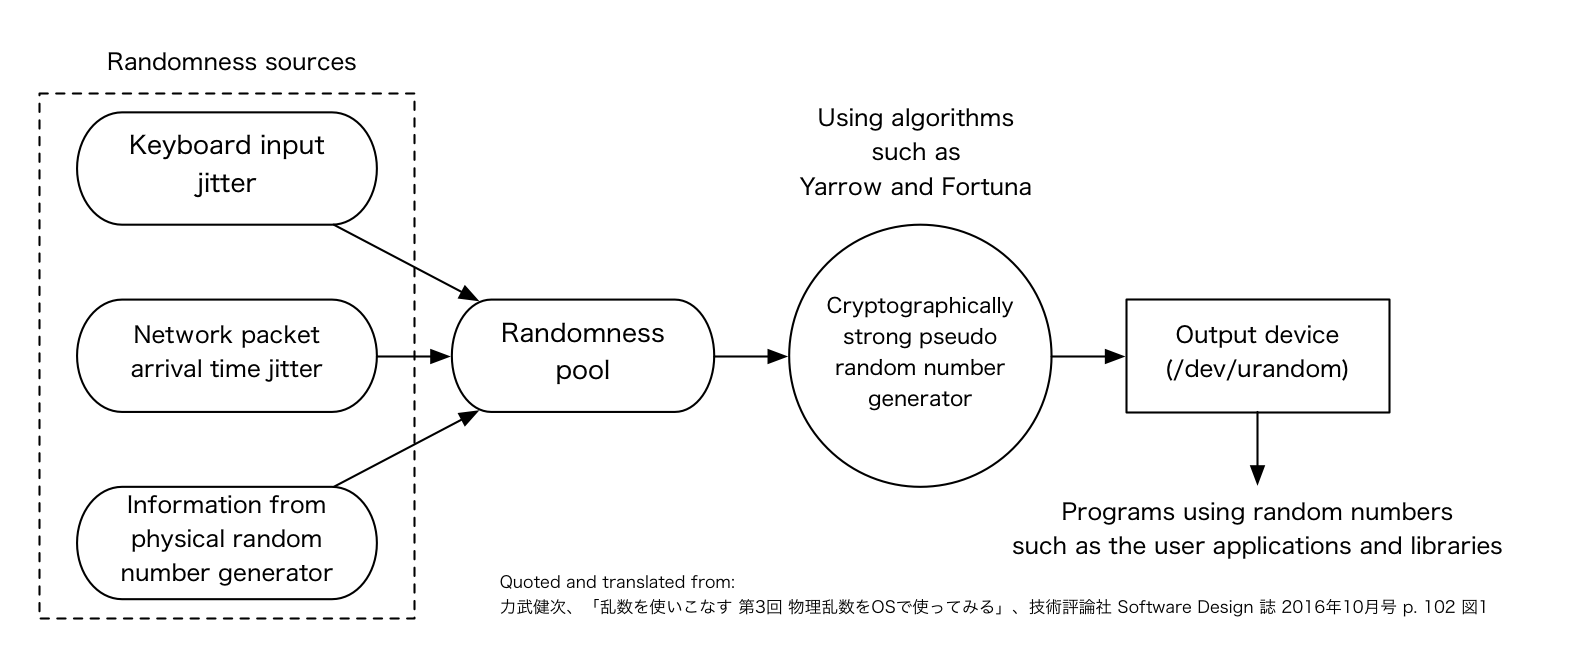 Randomness sources
Keyboard input
jitter
Network packet
arrival time jitter
Information from
physical random
number generator
Randomness
pool
Using algorithms
such as
Yarrow and Fortuna
Cryptographically
strong pseudo
random number
generator
Output device
(/dev/urandom)
Programs using random numbers
such as the user applications and libraries
Quoted and translated from:
力武健次、「乱数を使いこなす 第3回 物理乱数をOSで使ってみる」、技術評論社 Software Design 誌 2016年10月号 p. 102 図1